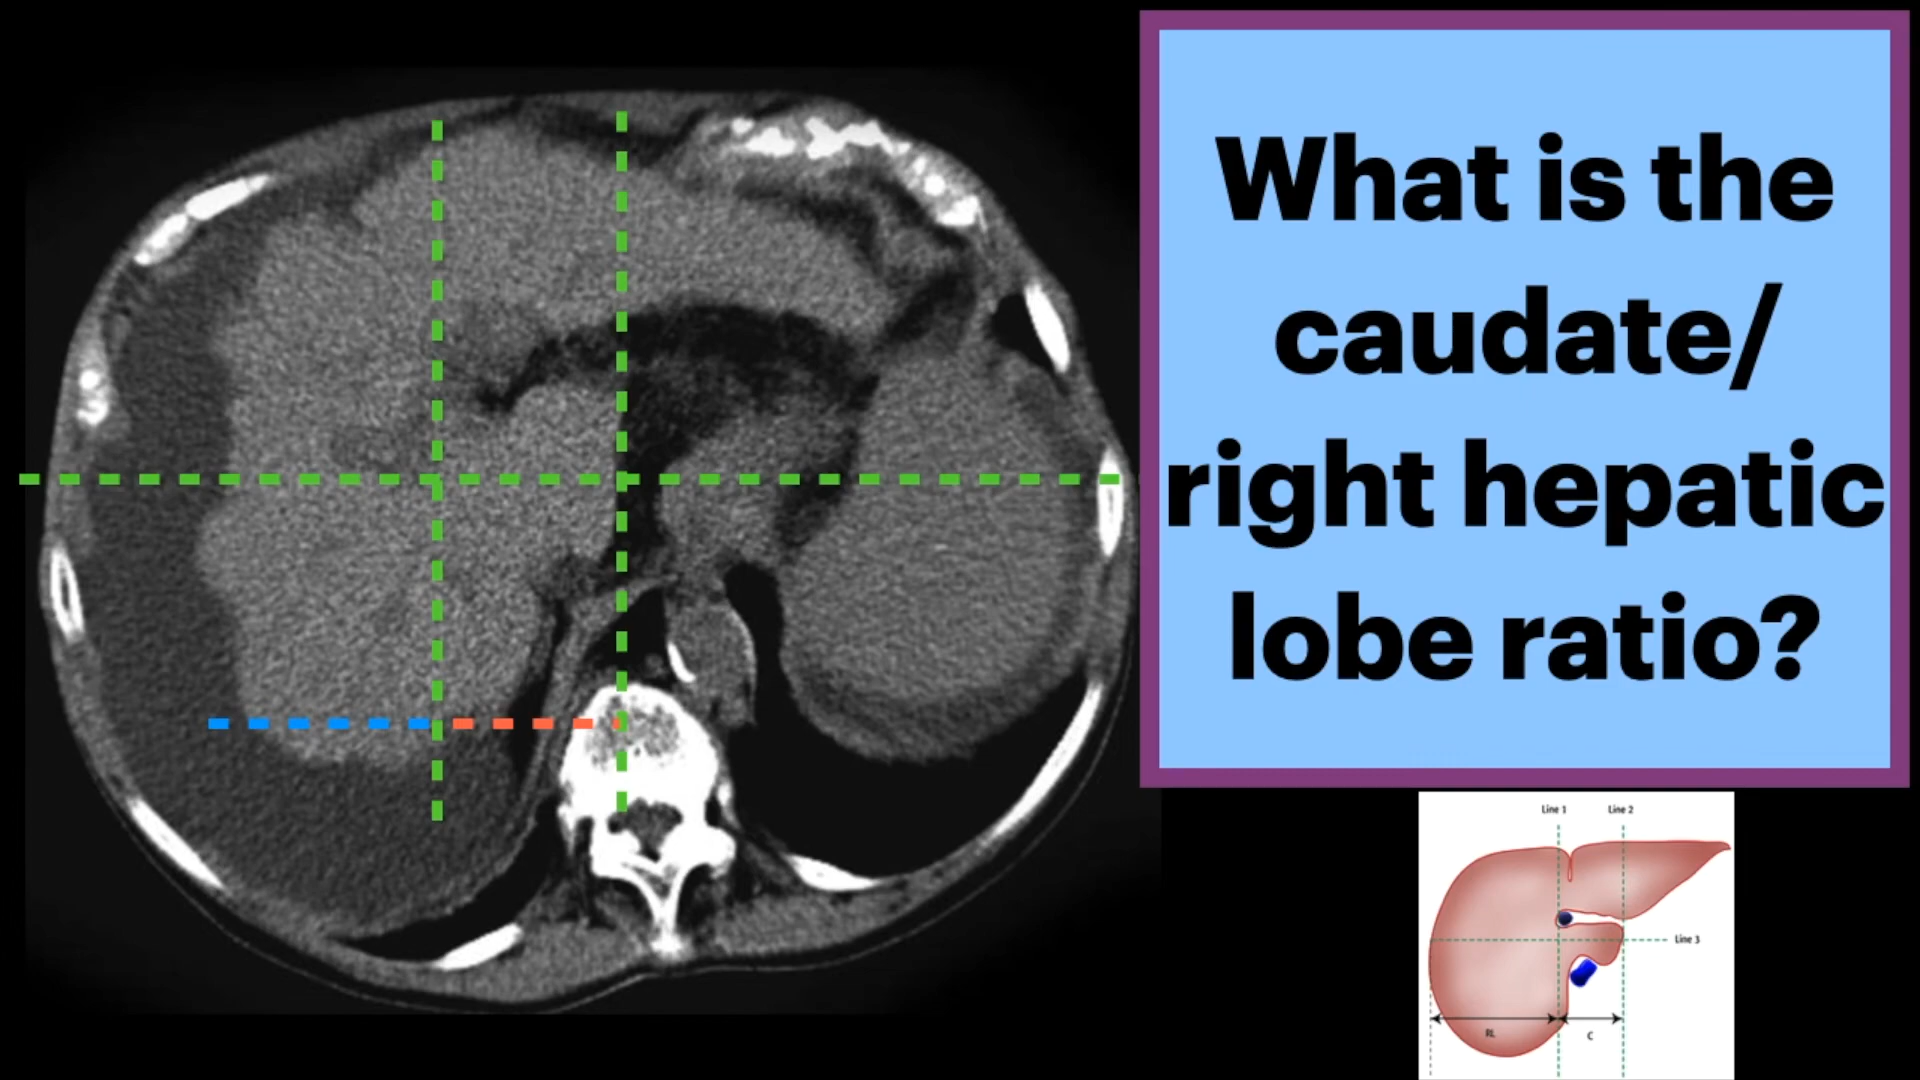 What is the
caudate/
right hepatic
lobe ratio?
Line 1 Line 2
Line 3
RL
C